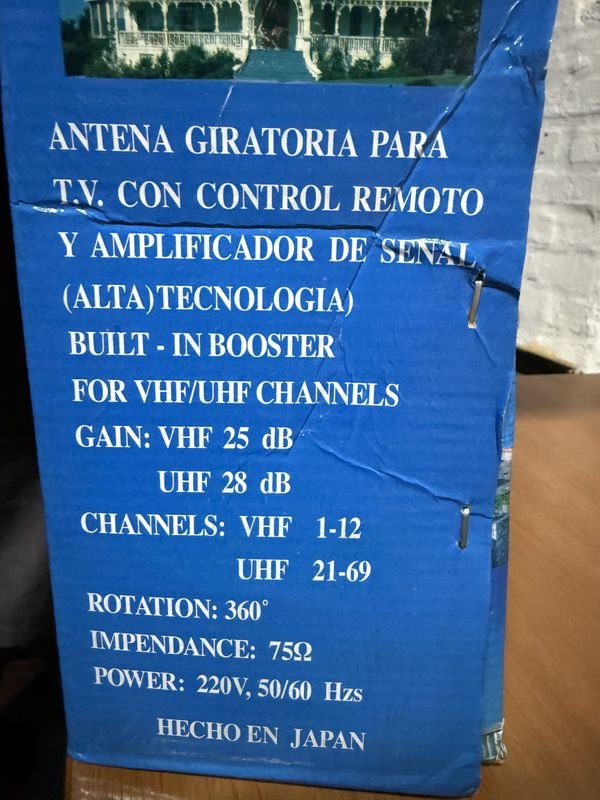 ANTENA GIRATORIA PARA
T.V. CON CONTROL REMOTO
Y AMPLIFICADOR DE SENAL
(ALTA)TECNOLOGIA)
BUILT - IN BOOSTER
FOR VHF/UHF CHANNELS
GAIN: VHF 25 dB
UHF 28 dB
CHANNELS: VHF 1-12
UHF 21-69
ROTATION: 360°
IMPENDANCE: 75Ω
POWER: 220V, 50/60 Hzs
HECHO EN JAPAN